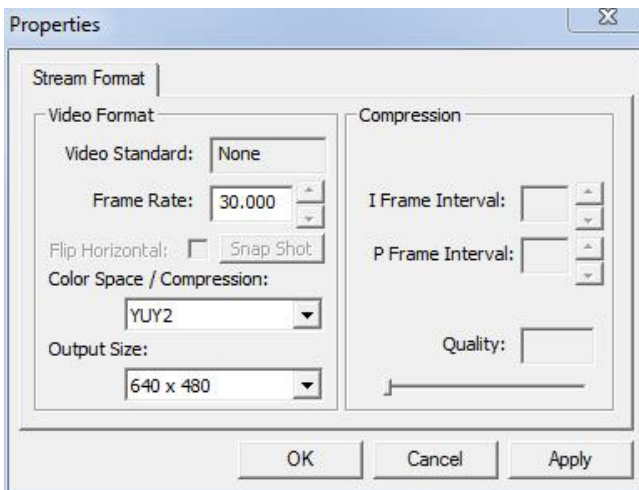 Properties
Stream Format
Video Format
Video Standard: None
Frame Rate: 30.000
Flip Horizontal: Snap Shot
Color Space / Compression:
YUY2
Output Size:
640 x 480
Compression
I Frame Interval:
P Frame Interval:
Quality:
OK Cancel Apply